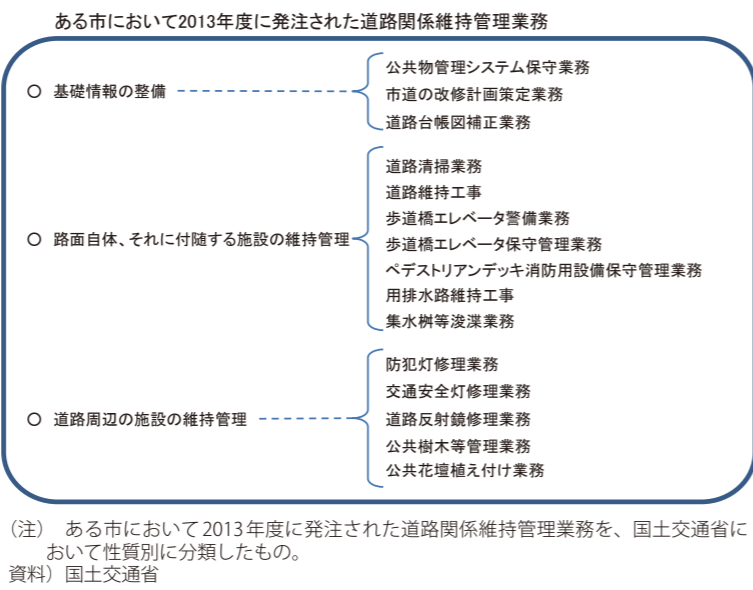 ある市において2013年度に発注された道路関係維持管理業務
○ 基礎情報の整備
公共物管理システム保守業務
市道の改修計画策定業務
道路台帳図補正業務
○ 路面自体、それに付随する施設の維持管理
道路清掃業務
道路維持工事
歩道橋エレベータ警備業務
歩道橋エレベータ保守管理業務
ペデストリアンデッキ消防用設備保守管理業務
用排水路維持工事
集水桝等浚渫業務
○ 道路周辺の施設の維持管理
防犯灯修理業務
交通安全灯修理業務
道路反射鏡修理業務
公共樹木等管理業務
公共花壇植え付け業務
（注） ある市において2013年度に発注された道路関係維持管理業務を、国土交通省に
おいて性質別に分類したもの。
資料）国土交通省